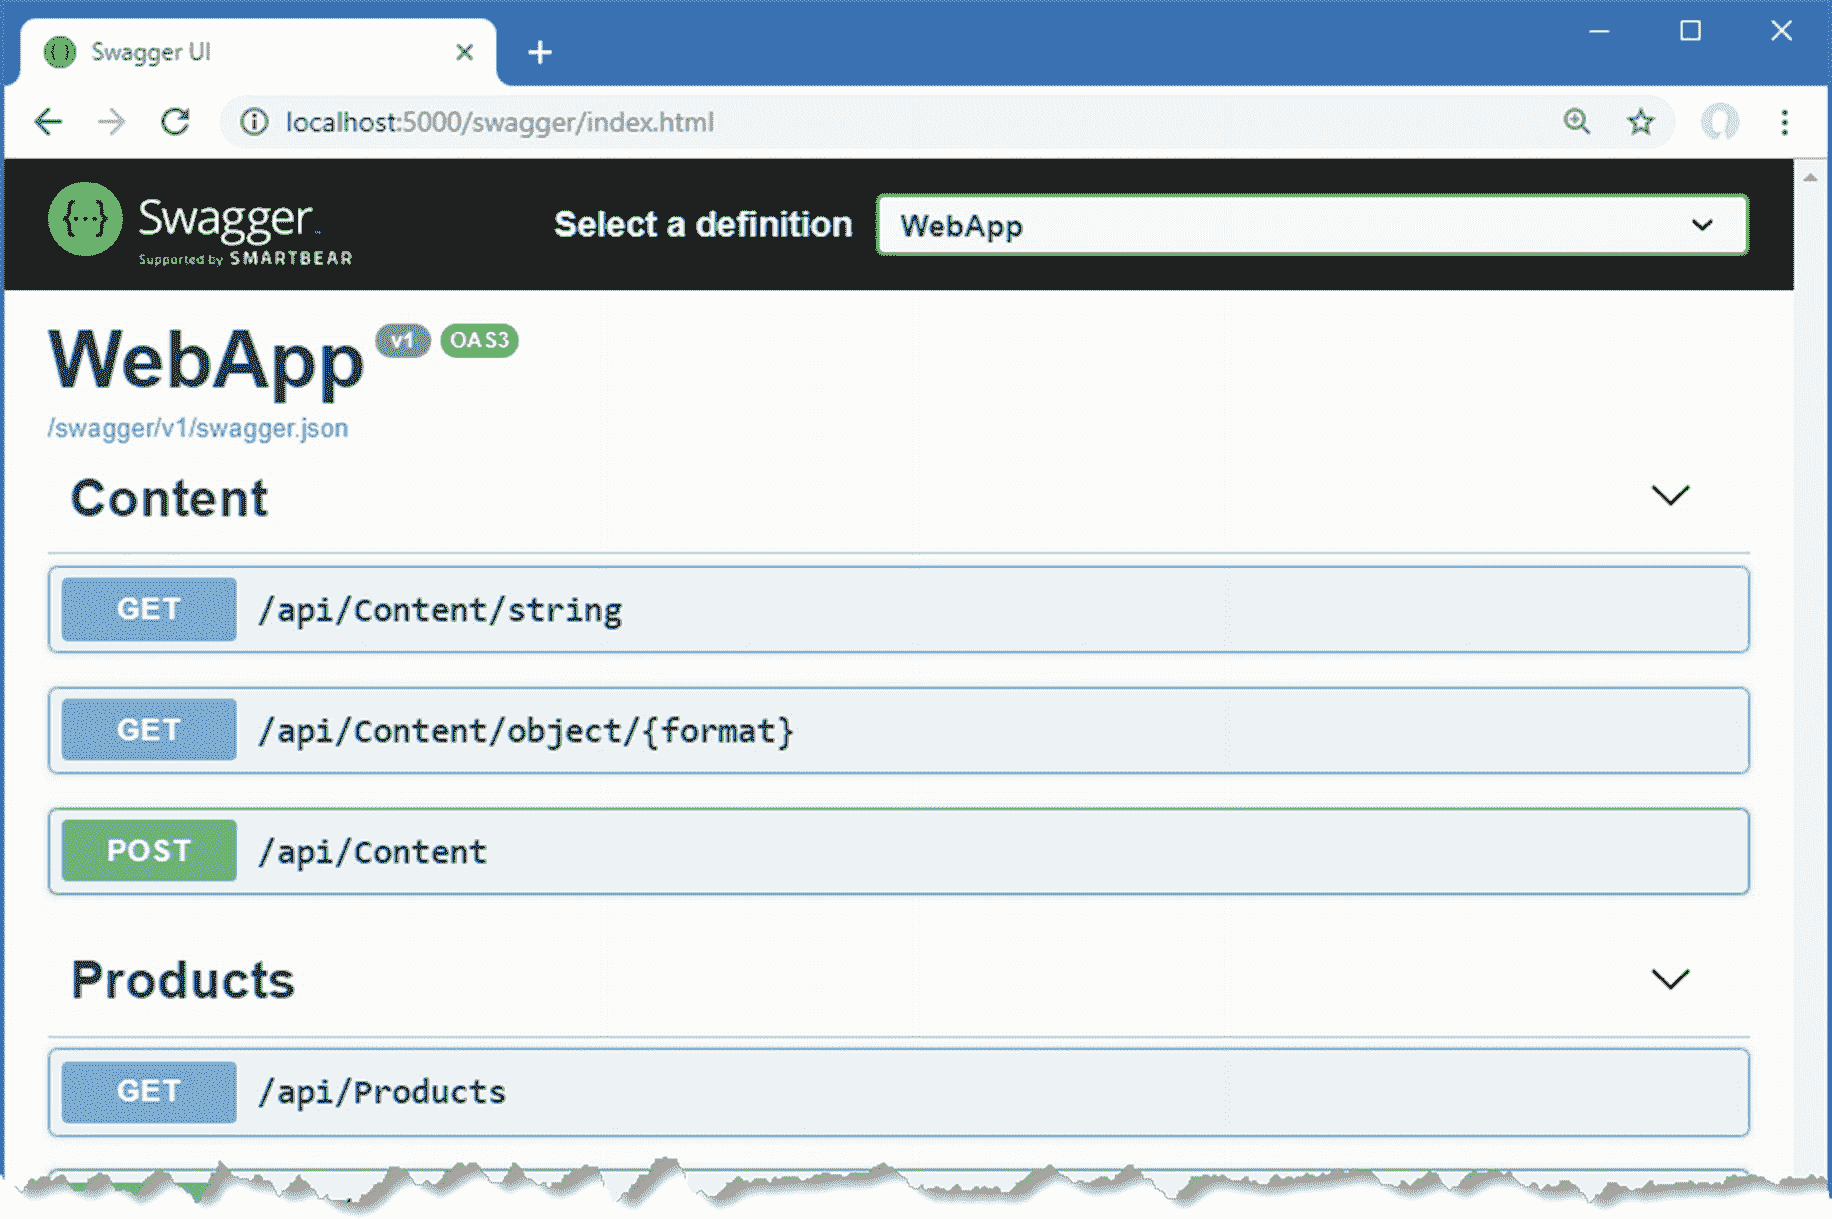 Swagger UI
localhost:5000/swagger/index.html
Swagger
Supported by SMARTBEAR
Select a definition
WebApp
WebApp v1 OAS3
/swagger/v1/swagger.json
Content
GET /api/Content/string
GET /api/Content/object/{format}
POST /api/Content
Products
GET /api/Products